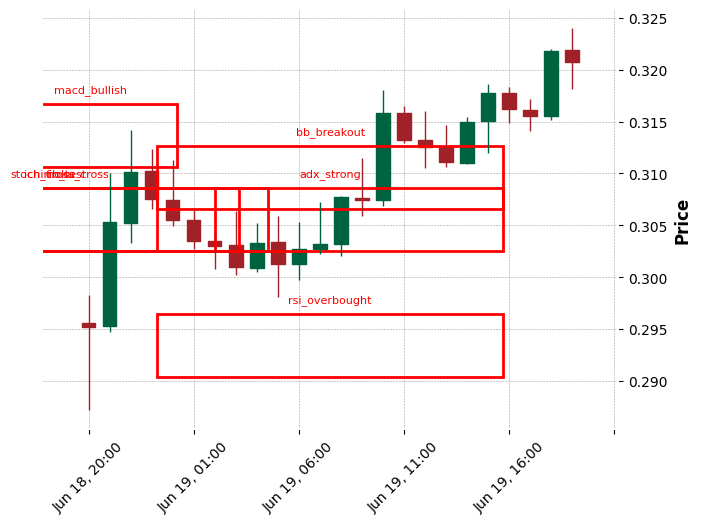 0.325
0.320
macd_bullish
0.315
bb_breakout
adx_strong
0.310
0.305
Price
0.300
rsi_overbought
0.295
0.290
Jun 18, 20:00
Jun 19, 01:00
Jun 19, 06:00
Jun 19, 11:00
Jun 19, 16:00